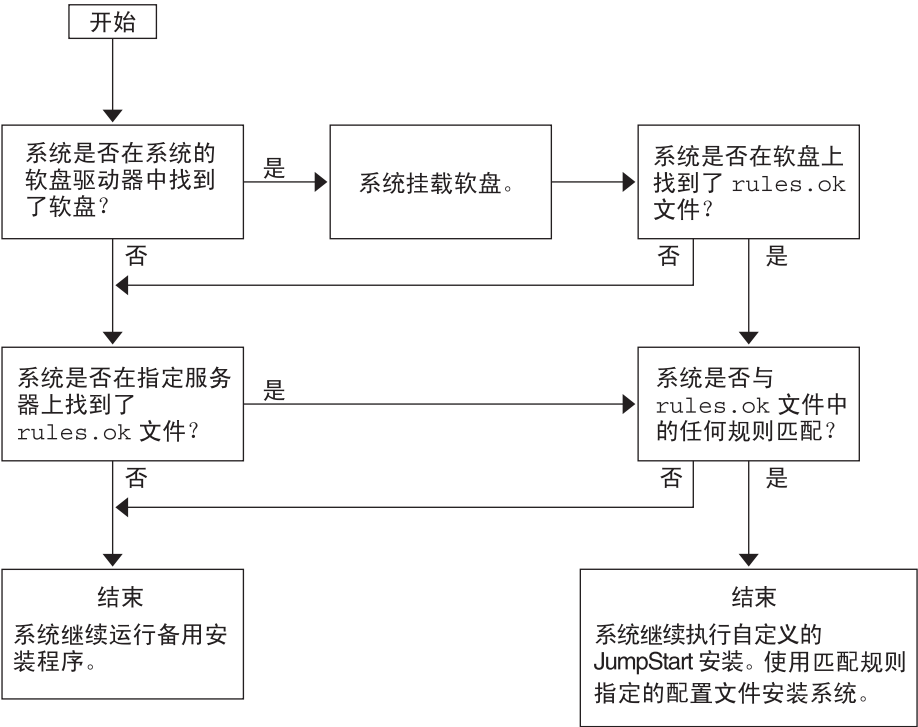 开始
系统是否在系统的
软盘驱动器中找到
了软盘?
是
系统挂载软盘。
系统是否在软盘上
找到了 rules.ok
文件?
否
否
是
系统是否在指定服务
器上找到了
rules.ok 文件?
是
系统是否与
rules.ok 文件中
的任何规则匹配?
否
否
是
结束
系统继续运行备用安
装程序。
结束
系统继续执行自定义的
JumpStart 安装。使用匹配规则
指定的配置文件安装系统。